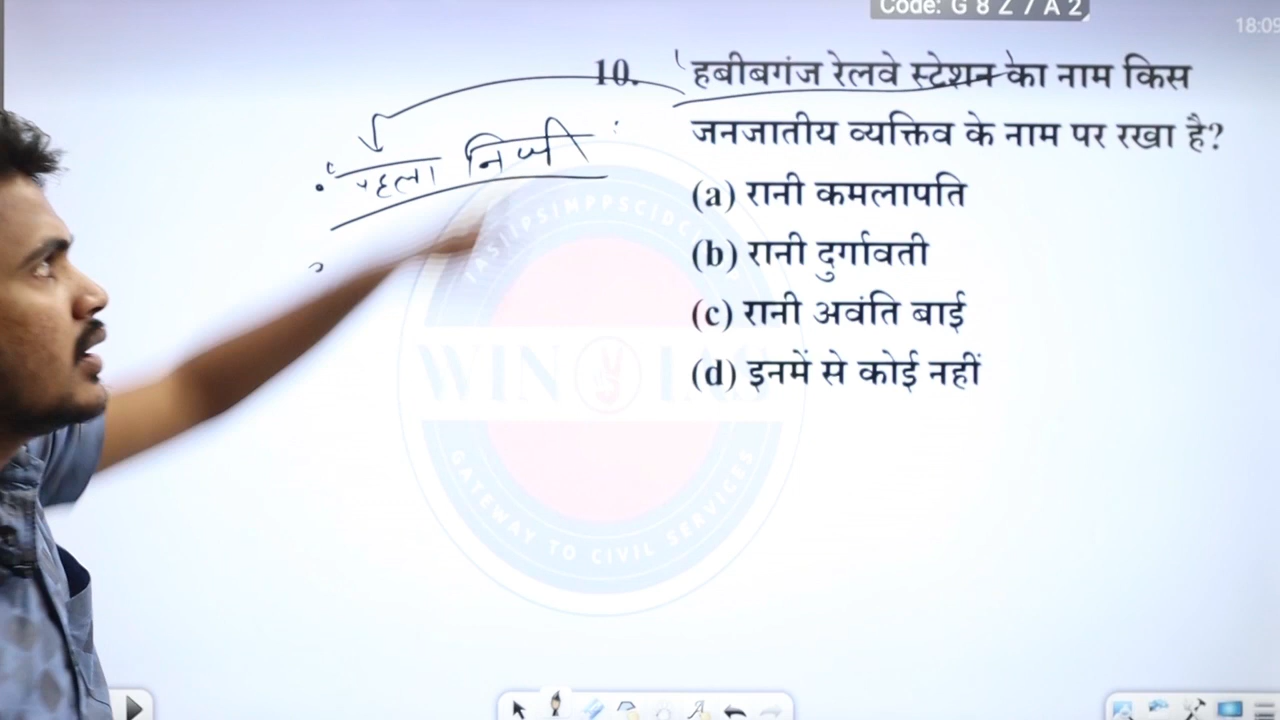 Code: G 8 Z 7 A 2
18:09
10. हबीबगंज रेलवे स्टेशन का नाम किस
जनजातीय व्यक्तिव के नाम पर रखा है?
(a) रानी कमलापति
(b) रानी दुर्गावती
(c) रानी अवंति बाई
(d) इनमें से कोई नहीं
पहला निजी
WIN
GATEWAY TO CIVIL SERVICES